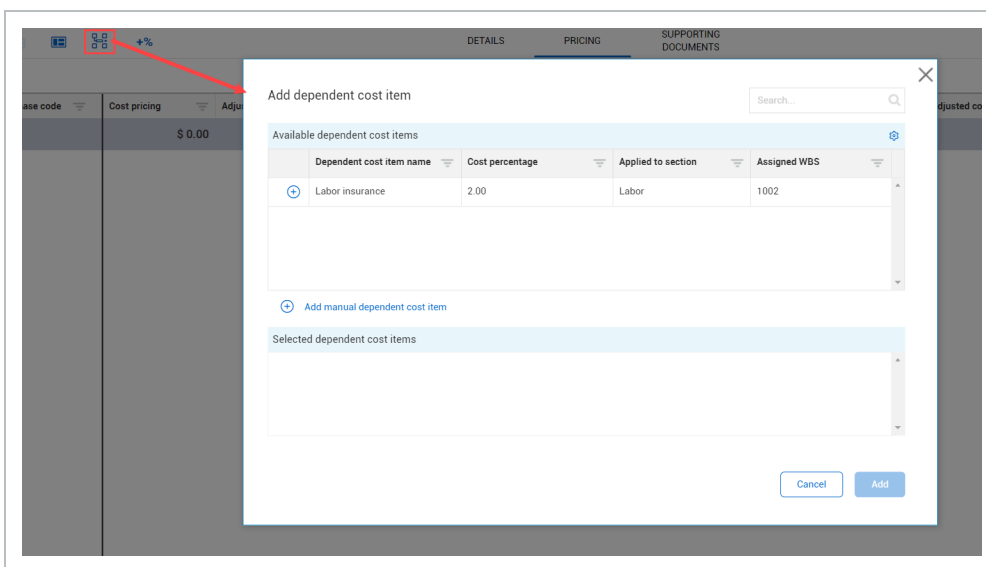 +%
DETAILS
PRICING
SUPPORTING
DOCUMENTS
ase code
Cost pricing
Adju
djusted co
$ 0.00
Add dependent cost item
Search...
Available dependent cost items
Dependent cost item name
Cost percentage
Applied to section
Assigned WBS
Labor insurance
2.00
Labor
1002
Add manual dependent cost item
Selected dependent cost items
Cancel
Add